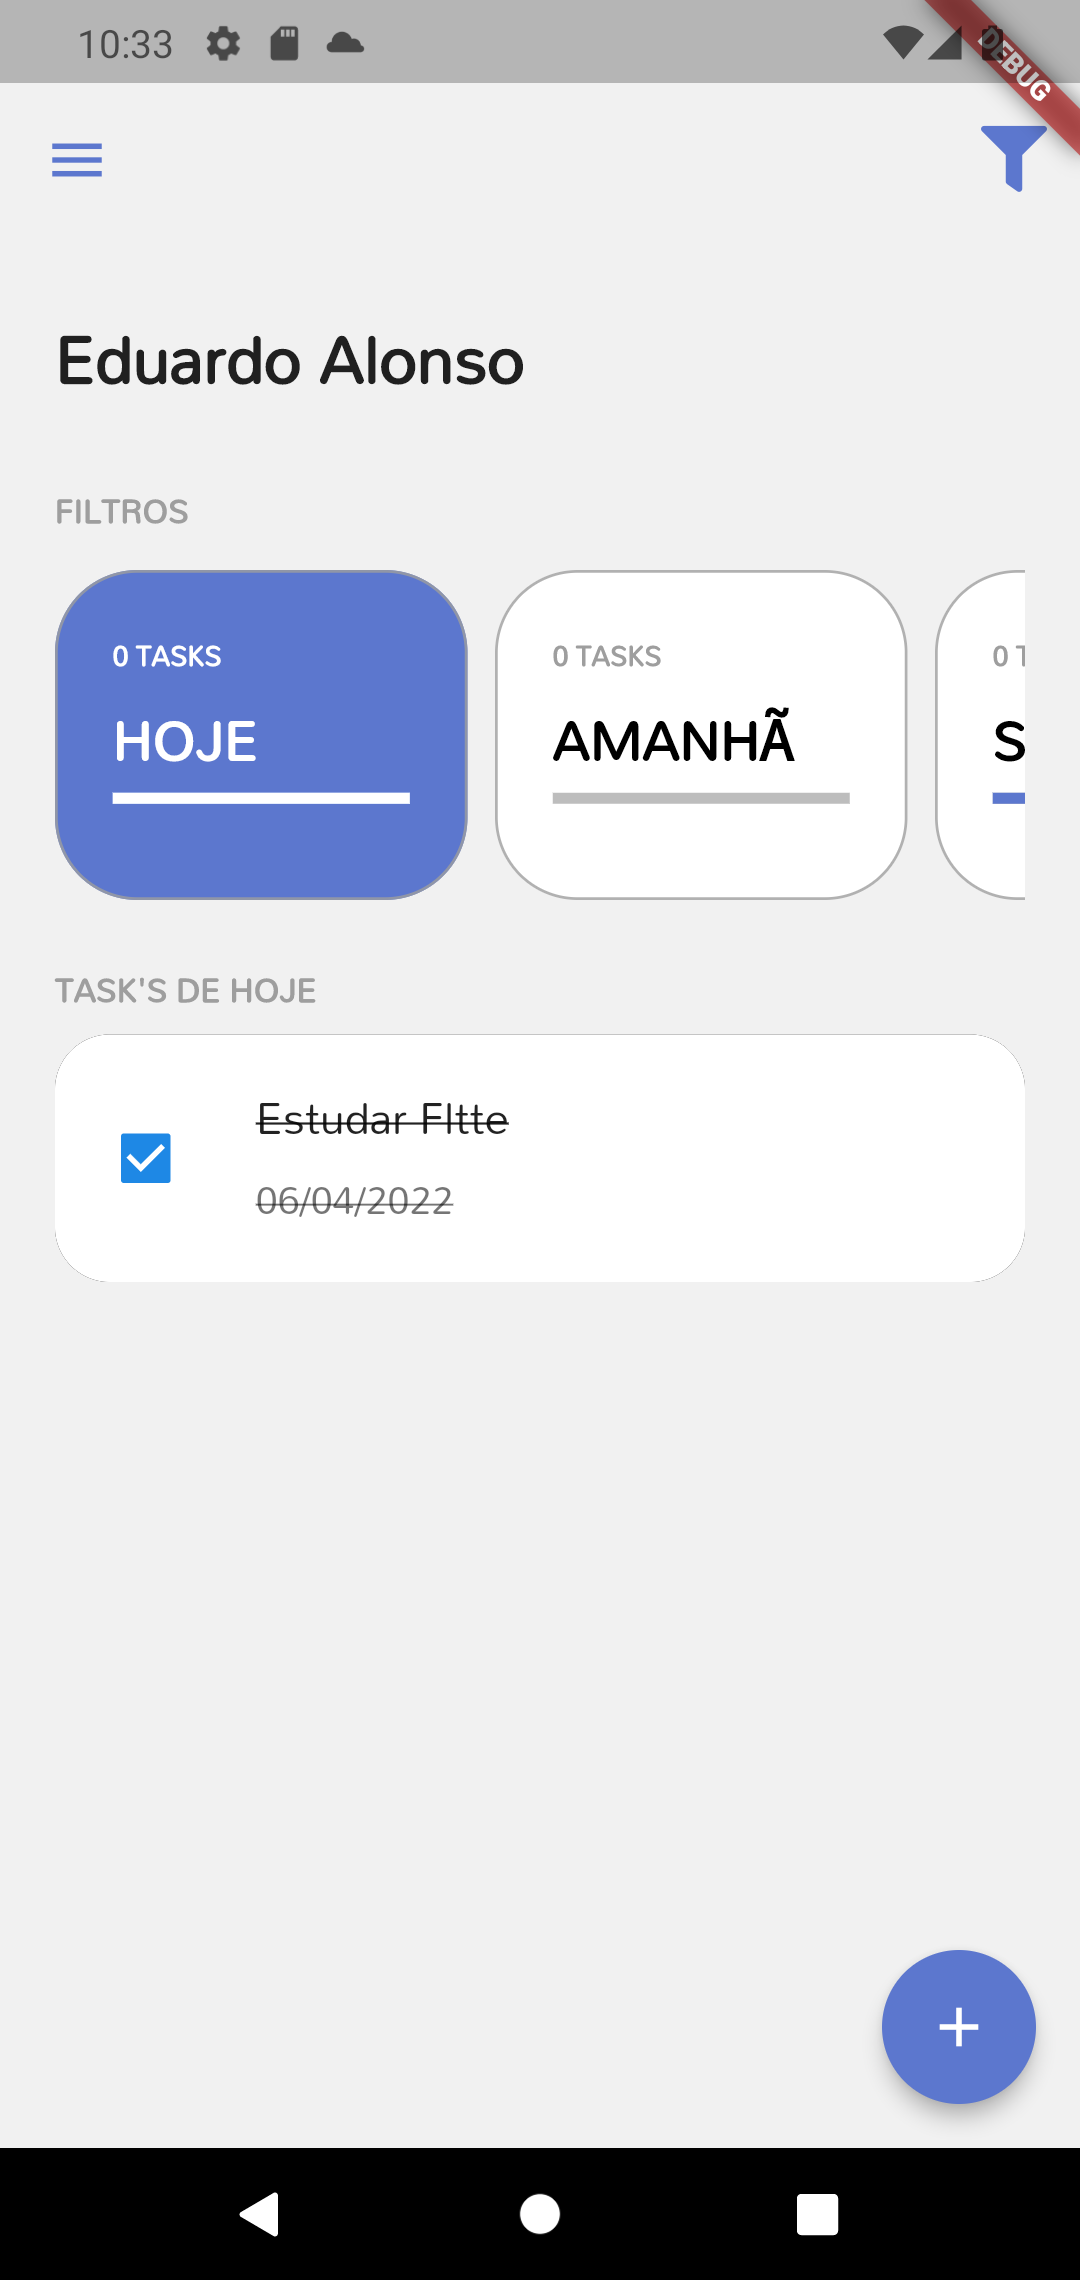 10:33
DEBUG
Eduardo Alonso
FILTROS
0 TASKS
HOJE
0 TASKS
AMANHÃ
0 T
S
TASK'S DE HOJE
Estudar Fltte
06/04/2022